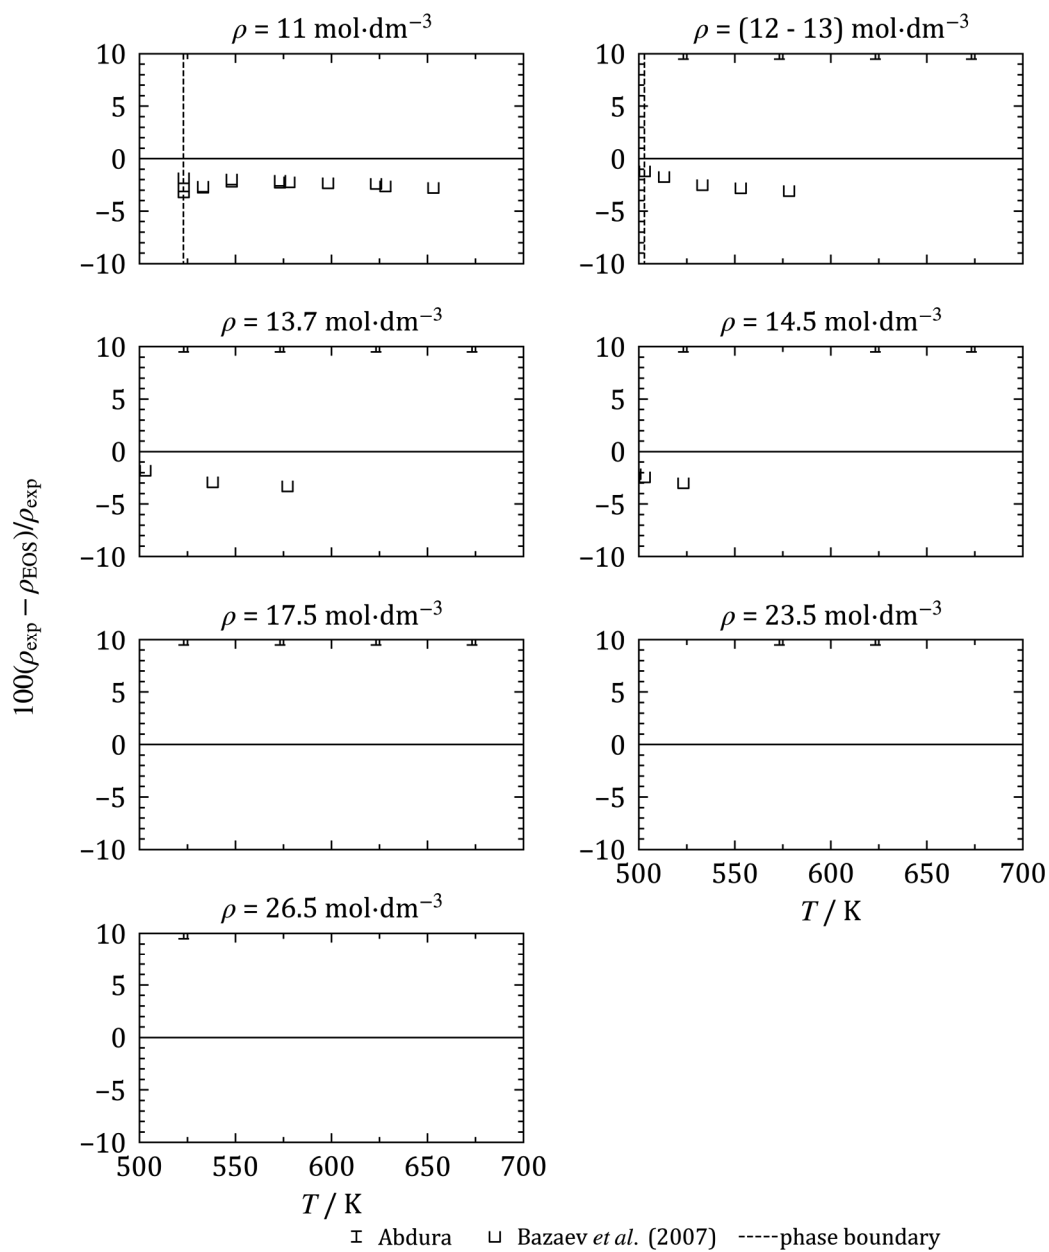 ρ = 11 mol·dm⁻³
10
5
0
−5
−10
ρ = (12 - 13) mol·dm⁻³
10
5
0
−5
−10
ρ = 13.7 mol·dm⁻³
10
5
0
−5
−10
ρ = 14.5 mol·dm⁻³
10
5
0
−5
−10
100(ρexp − ρEOS)/ρexp
ρ = 17.5 mol·dm⁻³
10
5
0
−5
−10
ρ = 23.5 mol·dm⁻³
10
5
0
−5
−10
500 550 600 650 700
T / K
ρ = 26.5 mol·dm⁻³
10
5
0
−5
−10
500 550 600 650 700
T / K
Abdura Bazaev et al. (2007) phase boundary